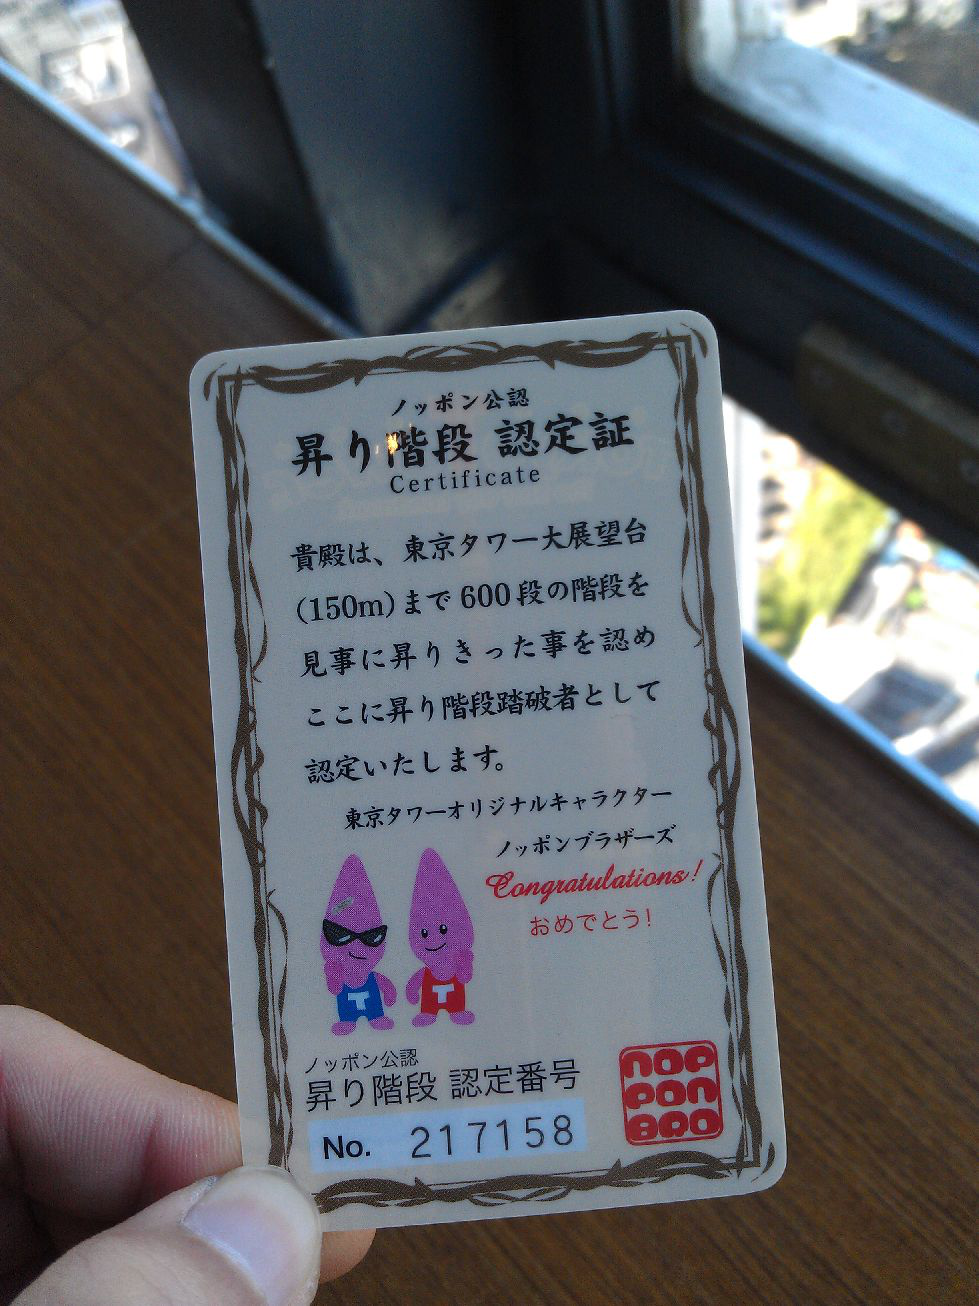 ノッポン公認
昇り階段 認定証
Certificate
貴殿は、東京タワー大展望台
(150m)まで600段の階段を
見事に昇りきった事を認め
ここに昇り階段踏破者として
認定いたします。
東京タワーオリジナルキャラクター
ノッポンブラザーズ
Congratulations!
おめでとう!
T T
ノッポン公認
昇り階段 認定番号
No. 217158
NOP
PON
BRO